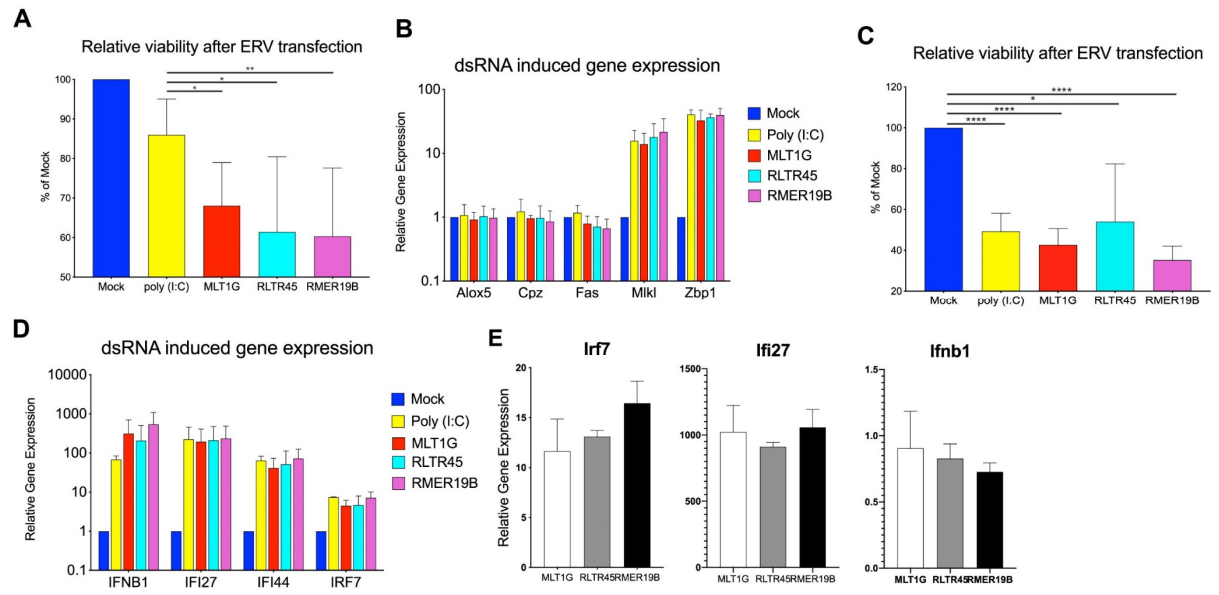 A
Relative viability after ERV transfection
**
*
*
100
90
80
70
60
50
% of Mock
Mock
poly (I:C)
MLT1G
RLTR45
RMER19B
B
dsRNA induced gene expression
100
10
1
0.1
Relative Gene Expression
Alox5
Cpz
Fas
Mlkl
Zbp1
Mock
Poly (I:C)
MLT1G
RLTR45
RMER19B
C
Relative viability after ERV transfection
****
*
****
****
100
80
60
40
20
% of Mock
Mock
poly (I:C)
MLT1G
RLTR45
RMER19B
D
dsRNA induced gene expression
10000
1000
100
10
1
0.1
Relative Gene Expression
IFNB1
IFI27
IFI44
IRF7
Mock
Poly (I:C)
MLT1G
RLTR45
RMER19B
E
Irf7
20
15
10
5
0
Relative Gene Expression
MLT1G
RLTR45
RMER19B
Ifi27
1500
1000
500
0
MLT1G
RLTR45
RMER19B
Ifnb1
1.5
1.0
0.5
0.0
MLT1G
RLTR45
RMER19B